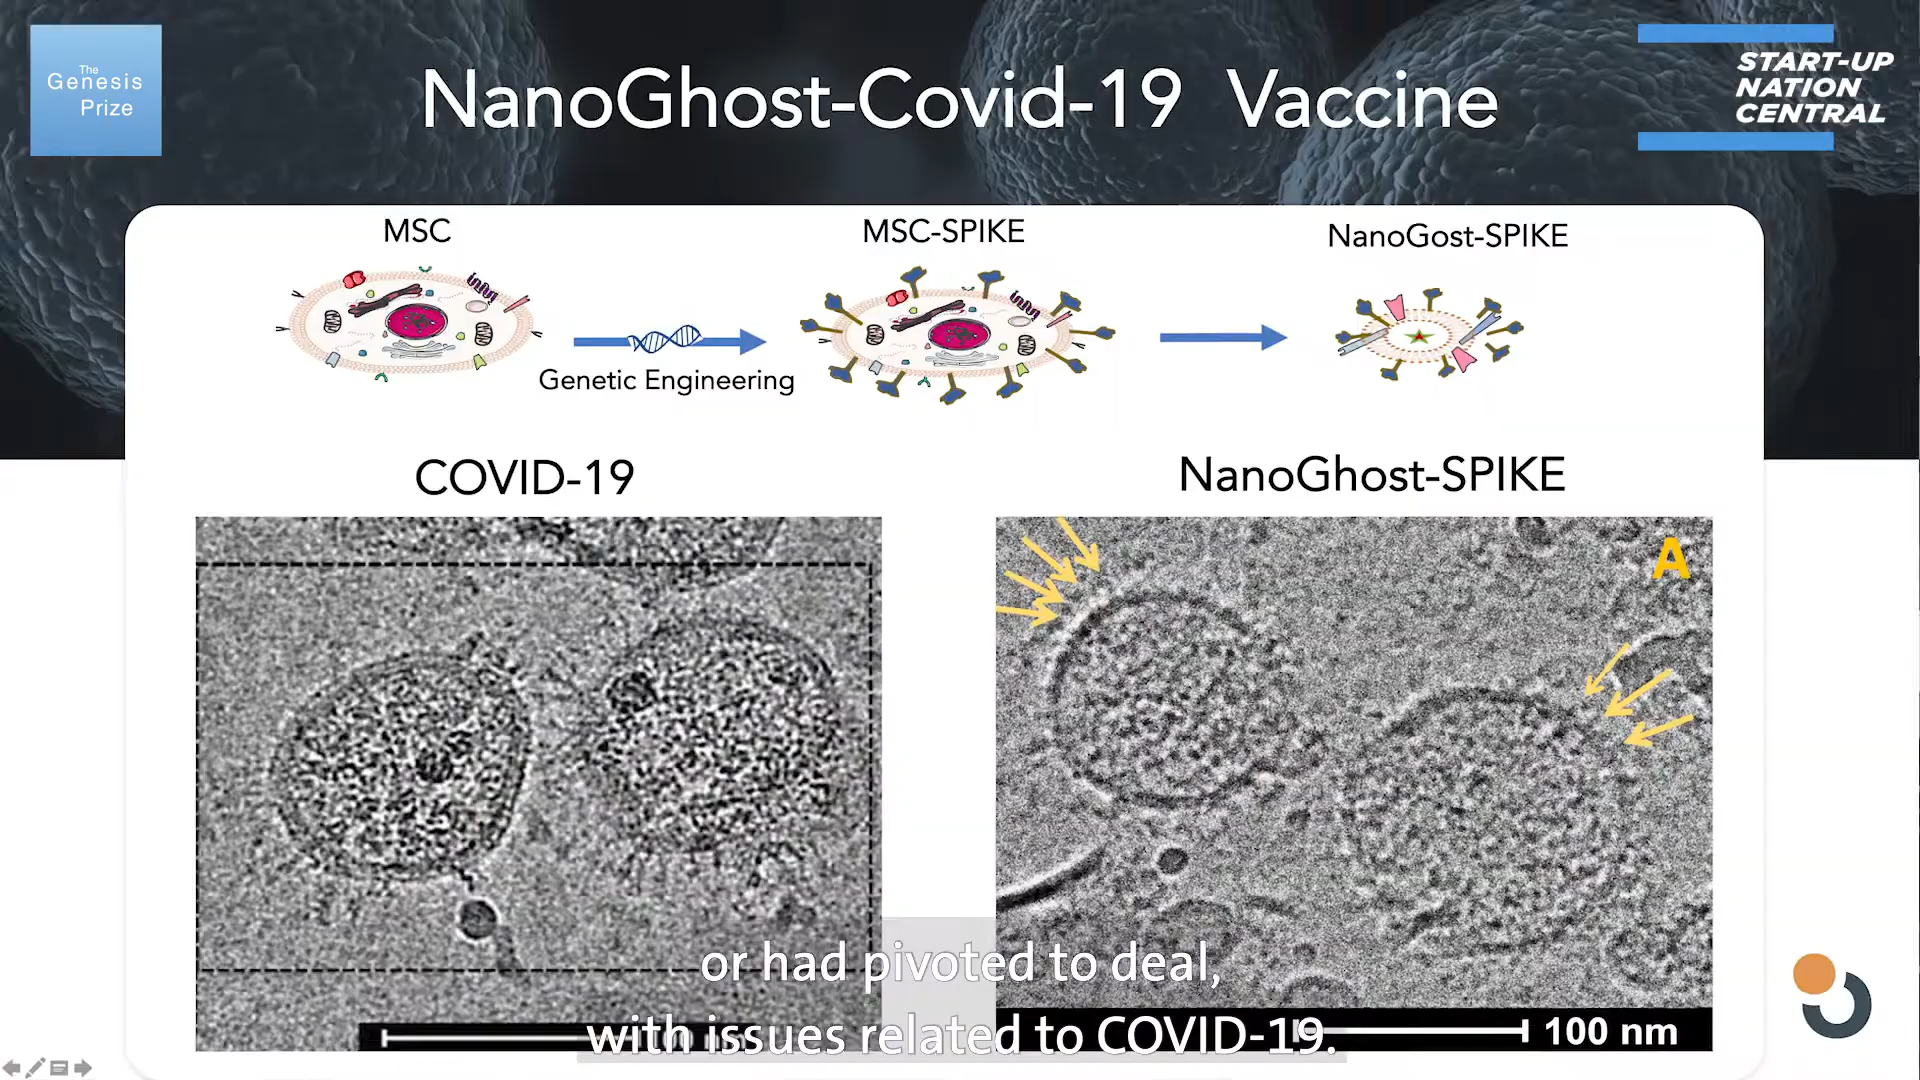 The
Genesis
Prize
NanoGhost-Covid-19 Vaccine
START-UP
NATION
CENTRAL
MSC
MSC-SPIKE
NanoGost-SPIKE
Genetic Engineering
COVID-19
NanoGhost-SPIKE
A
or had pivoted to deal,
with issues related to COVID-19.
100 nm